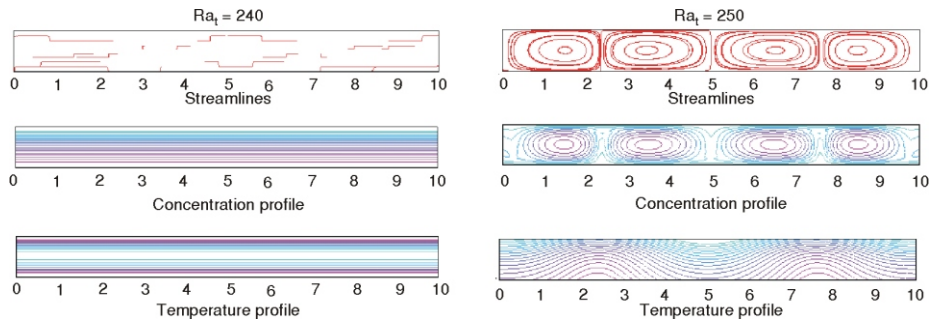 Ra_t = 240
0 1 2 3 4 5 6 7 8 9 10
Streamlines
0 1 2 3 4 5 6 7 8 9 10
Concentration profile
0 1 2 3 4 5 6 7 8 9 10
Temperature profile
Ra_t = 250
0 1 2 3 4 5 6 7 8 9 10
Streamlines
0 1 2 3 4 5 6 7 8 9 10
Concentration profile
0 1 2 3 4 5 6 7 8 9 10
Temperature profile